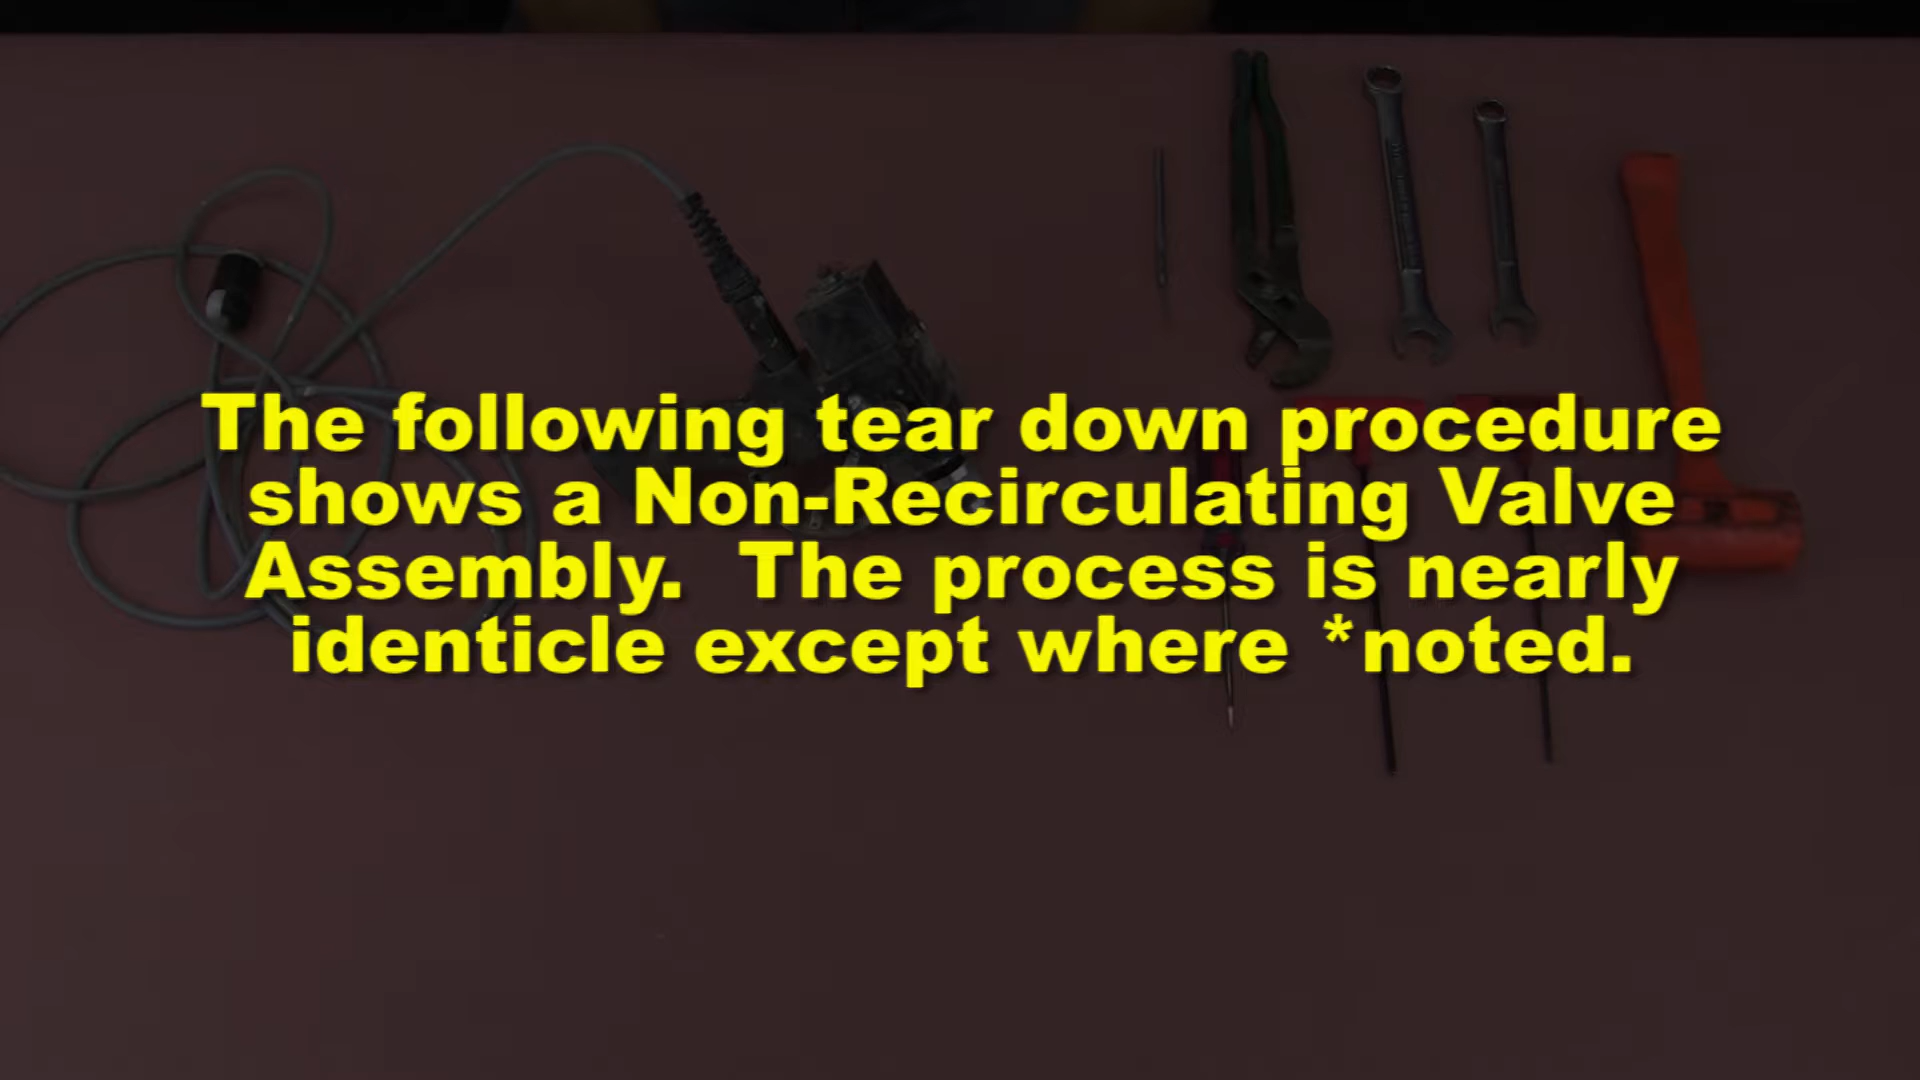 The following tear down procedure
shows a Non-Recirculating Valve
Assembly.  The process is nearly
identicle except where *noted.